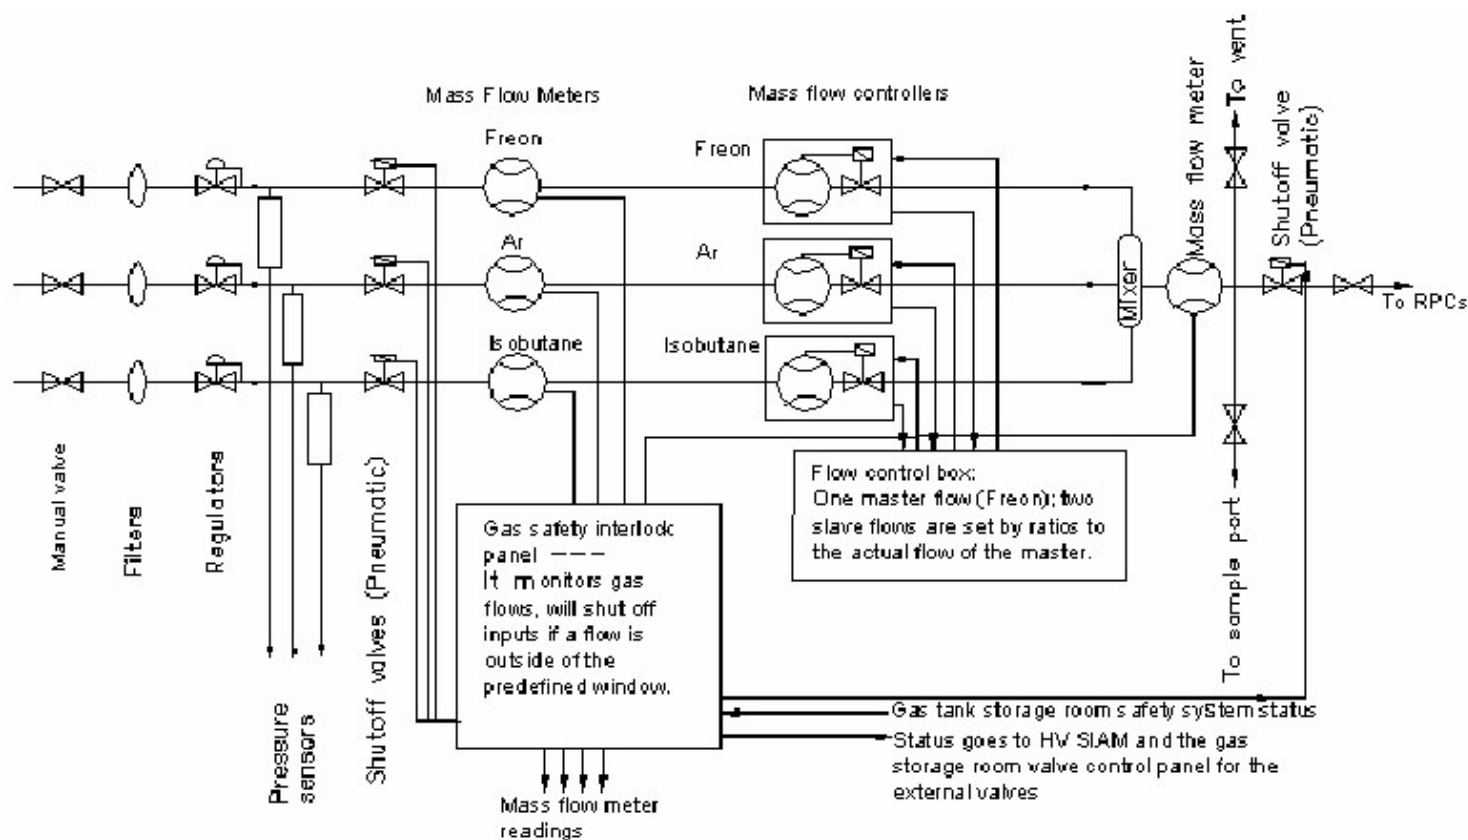 Mass Flow Meters
Mass flow controllers
Freon
Freon
Ar
Ar
Isobutane
Isobutane
Mass flow meter
To vent
Shutoff valve
(Pneumatic)
Mixer
To RPCs
To sample port
Manual valve
Filters
Regulators
Pressure
sensors
Shutoff valves (Pneumatic)
Gas safety interlock
panel ---
It monitors gas
flows, will shut off
inputs if a flow is
outside of the
predefined window.
Flow control box:
One master flow (Freon); two
slave flows are set by ratios to
the actual flow of the master.
Gas tank storage room safety system status
Status goes to HV SIAM and the gas
storage room valve control panel for the
external valves
Mass flow meter
readings